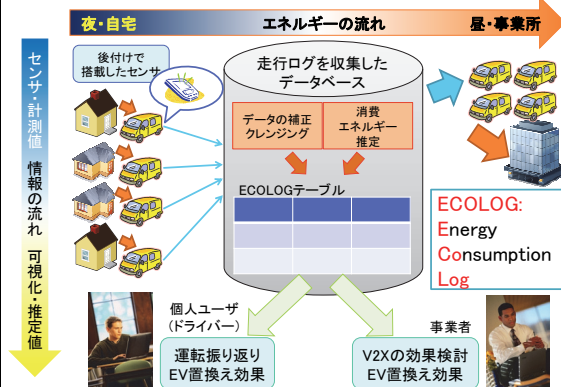 夜・自宅
エネルギーの流れ
昼・事業所
センサ・計測値 情報の流れ 可視化・推定値
後付けで
搭載したセンサ
走行ログを収集した
データベース
データの補正
クレンジング
消費
エネルギー
推定
ECOLOGテーブル
ECOLOG:
Energy
Consumption
Log
個人ユーザ
(ドライバー)
運転振り返り
EV置換え効果
事業者
V2Xの効果検討
EV置換え効果